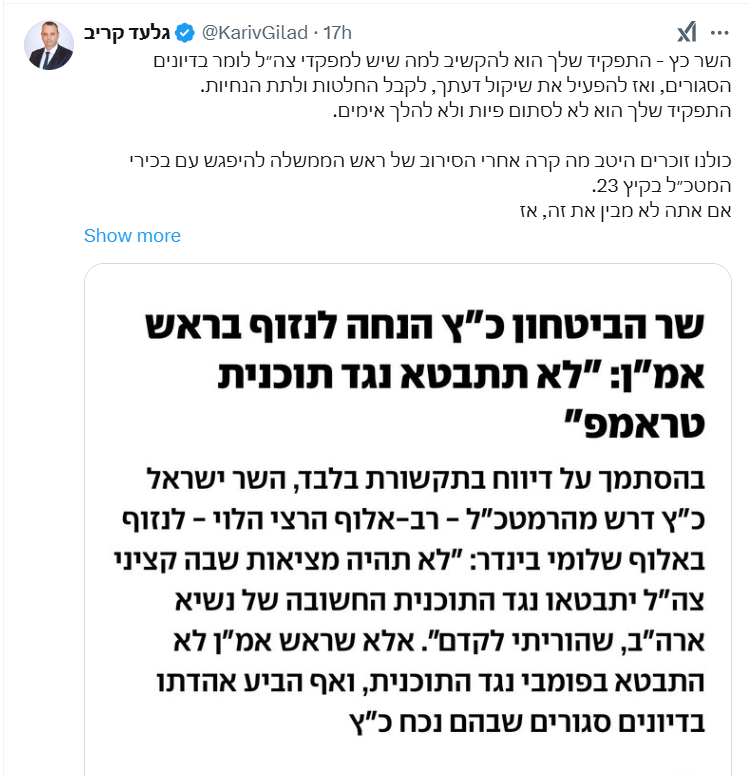 גלעד קריב @KarivGilad · 17h
השר כץ - התפקיד שלך הוא להקשיב למה שיש למפקדי צה״ל לומר בדיונים
הסגורים, ואז להפעיל את שיקול דעתך, לקבל החלטות ולתת הנחיות.
התפקיד שלך הוא לא לסתום פיות ולא להלך אימים.
כולנו זוכרים היטב מה קרה אחרי הסירוב של ראש הממשלה להיפגש עם בכירי
המטכ״ל בקיץ 23.
אם אתה לא מבין את זה, אז
Show more
שר הביטחון כ"ץ הנחה לנזוף בראש
אמ"ן: "לא תתבטא נגד תוכנית
טראמפ"
בהסתמך על דיווח בתקשורת בלבד, השר ישראל
כ"ץ דרש מהרמטכ"ל – רב-אלוף הרצי הלוי – לנזוף
באלוף שלומי בינדר: "לא תהיה מציאות שבה קציני
צה"ל יתבטאו נגד התוכנית החשובה של נשיא
ארה"ב, שהוריתי לקדם". אלא שראש אמ"ן לא
התבטא בפומבי נגד התוכנית, ואף הביע אהדתו
בדיונים סגורים שבהם נכח כ"ץ